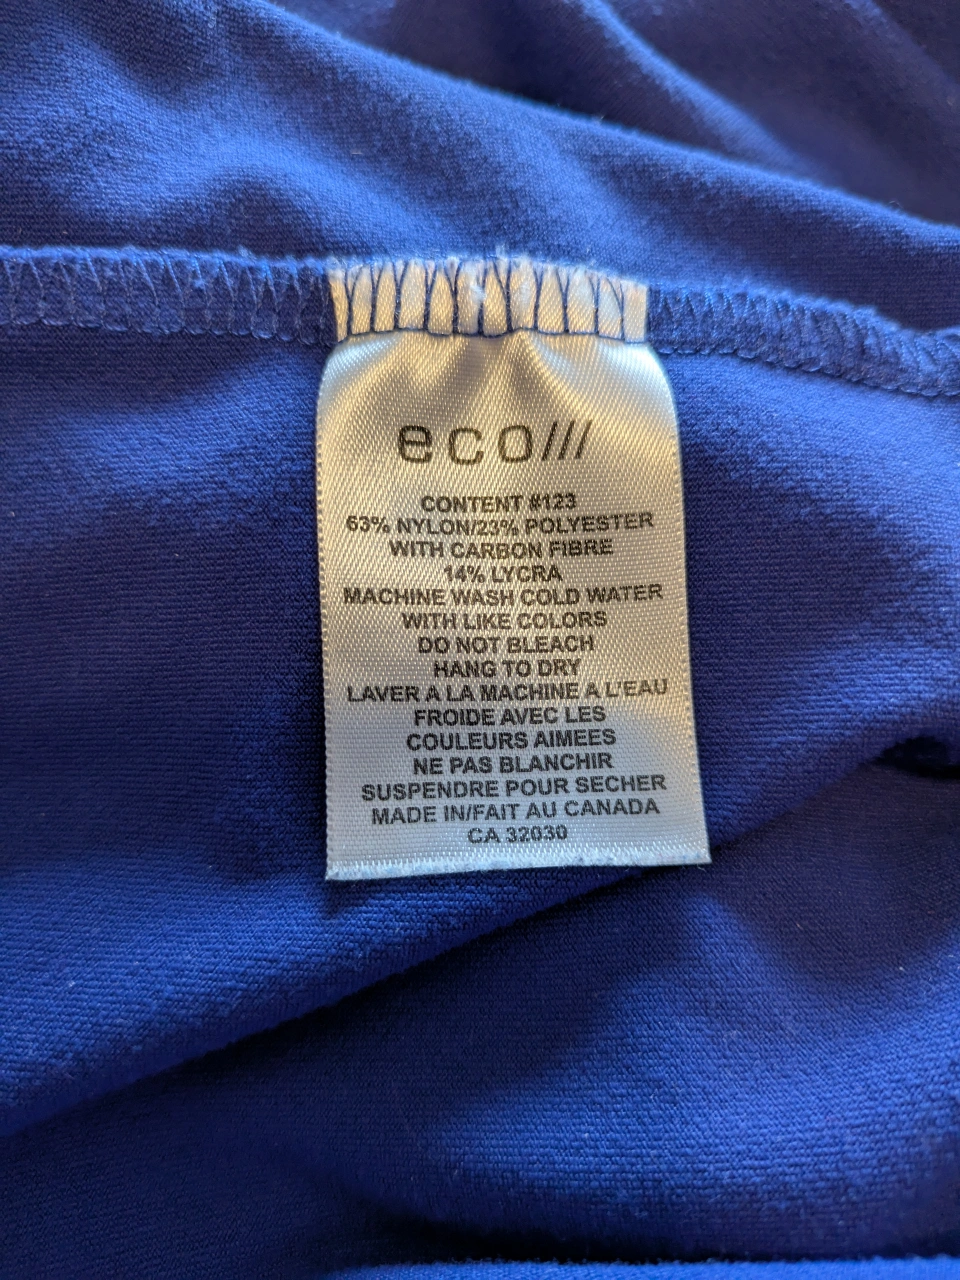 eco///
CONTENT #123
63% NYLON/23% POLYESTER
WITH CARBON FIBRE
14% LYCRA
MACHINE WASH COLD WATER
WITH LIKE COLORS
DO NOT BLEACH
HANG TO DRY
LAVER A LA MACHINE A L'EAU
FROIDE AVEC LES
COULEURS AIMEES
NE PAS BLANCHIR
SUSPENDRE POUR SECHER
MADE IN/FAIT AU CANADA
CA 32030